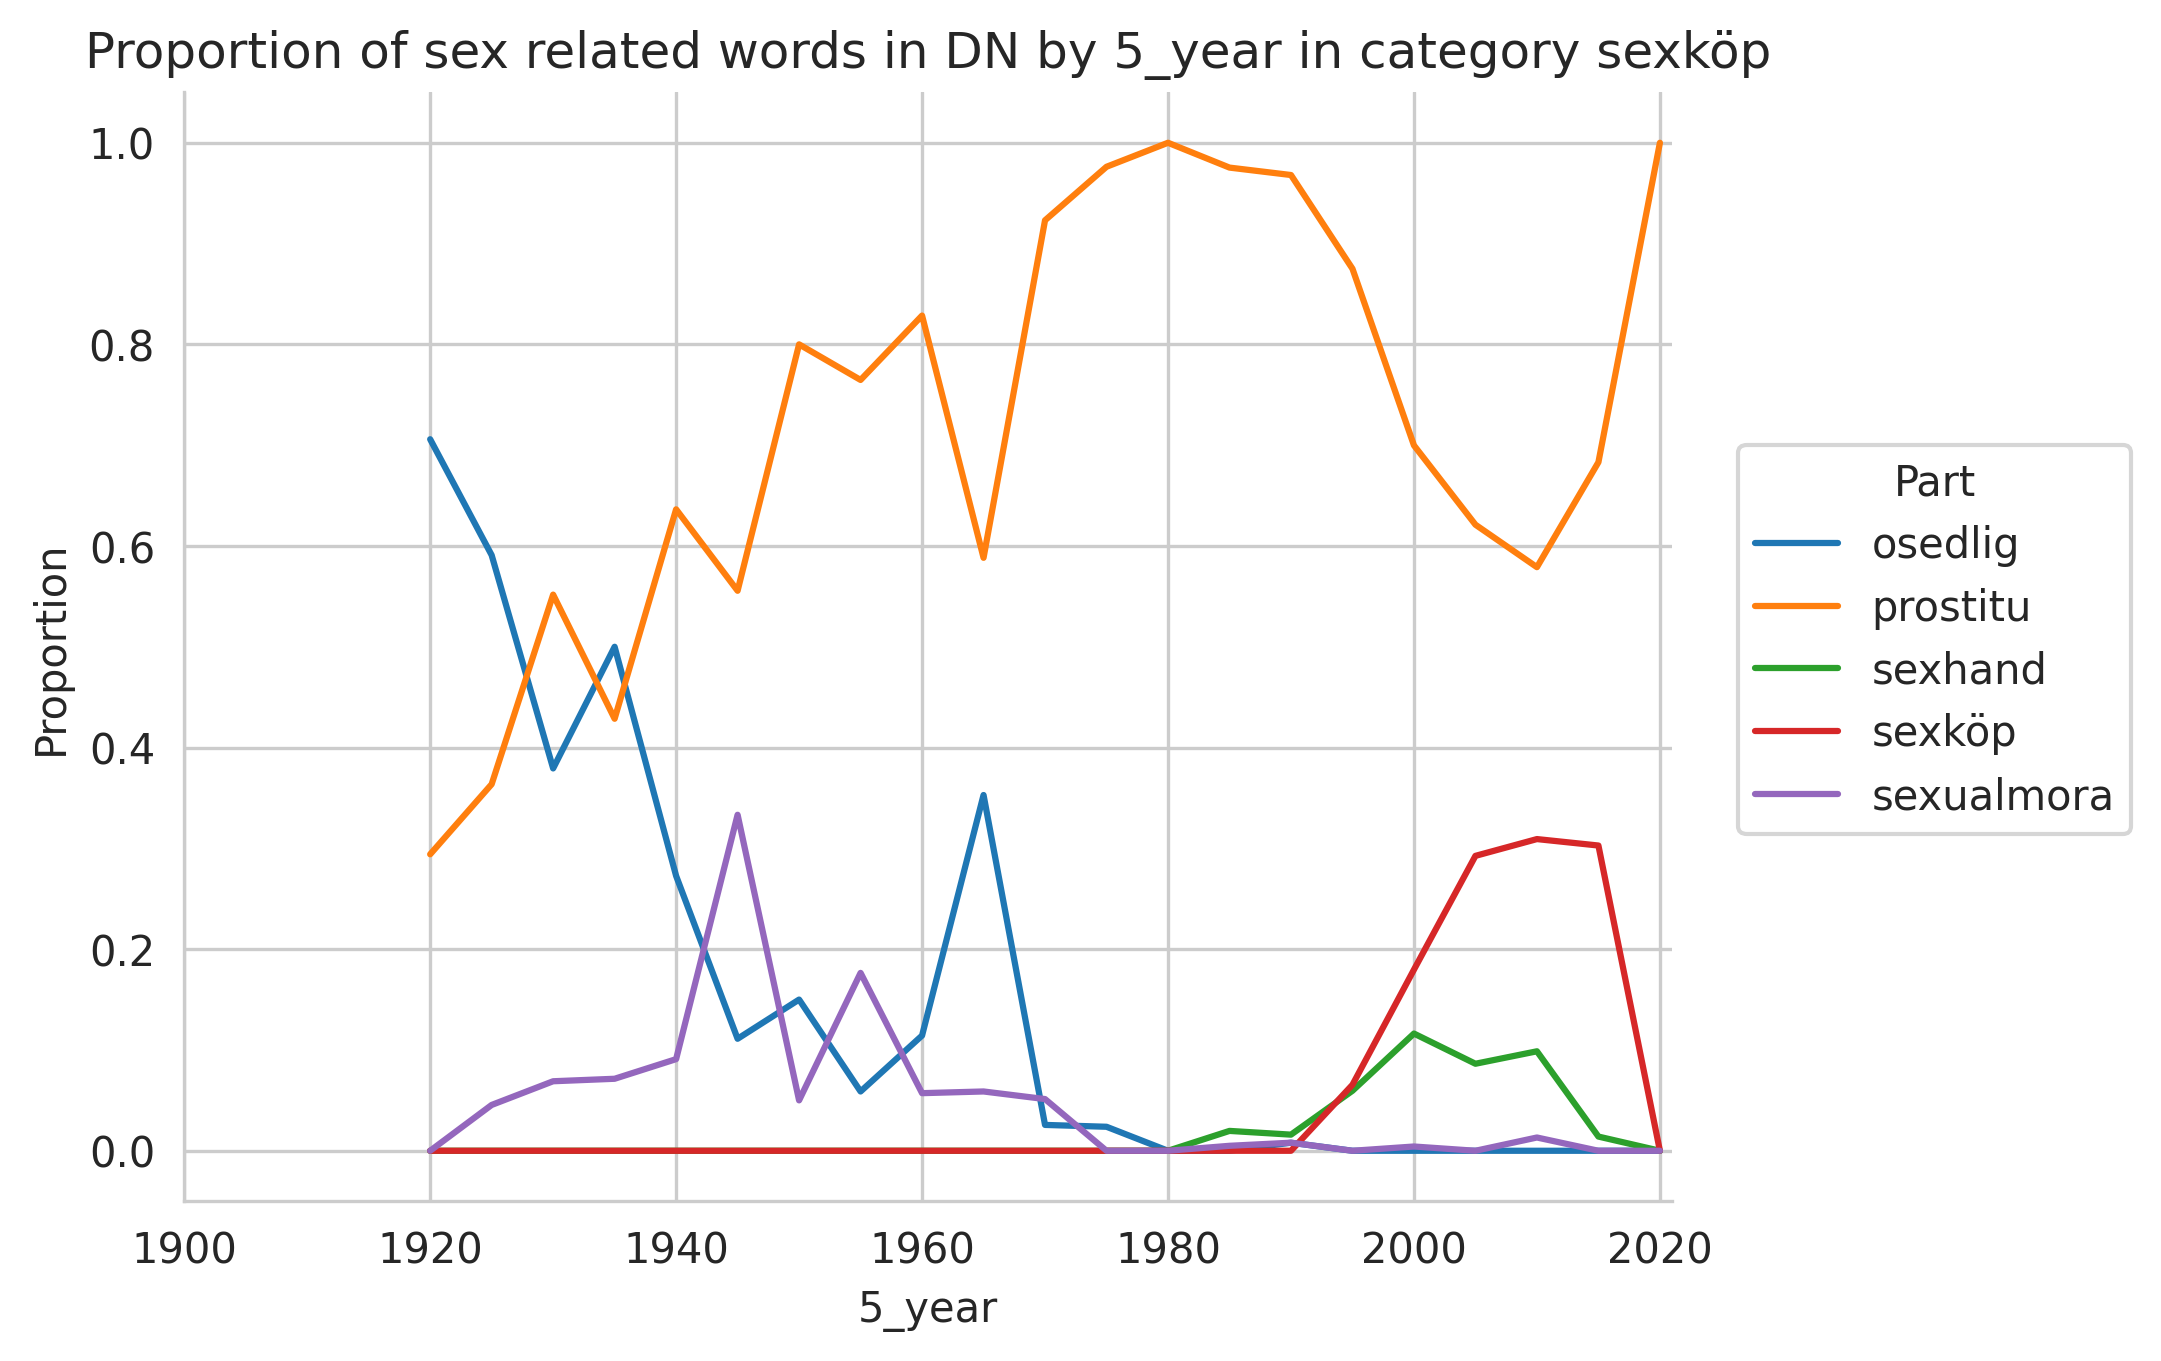 Proportion of sex related words in DN by 5_year in category sexköp
1.0
0.8
0.6
0.4
0.2
0.0
Proportion
1900 1920 1940 1960 1980 2000 2020
5_year
Part
osedlig
prostitu
sexhand
sexköp
sexualmora